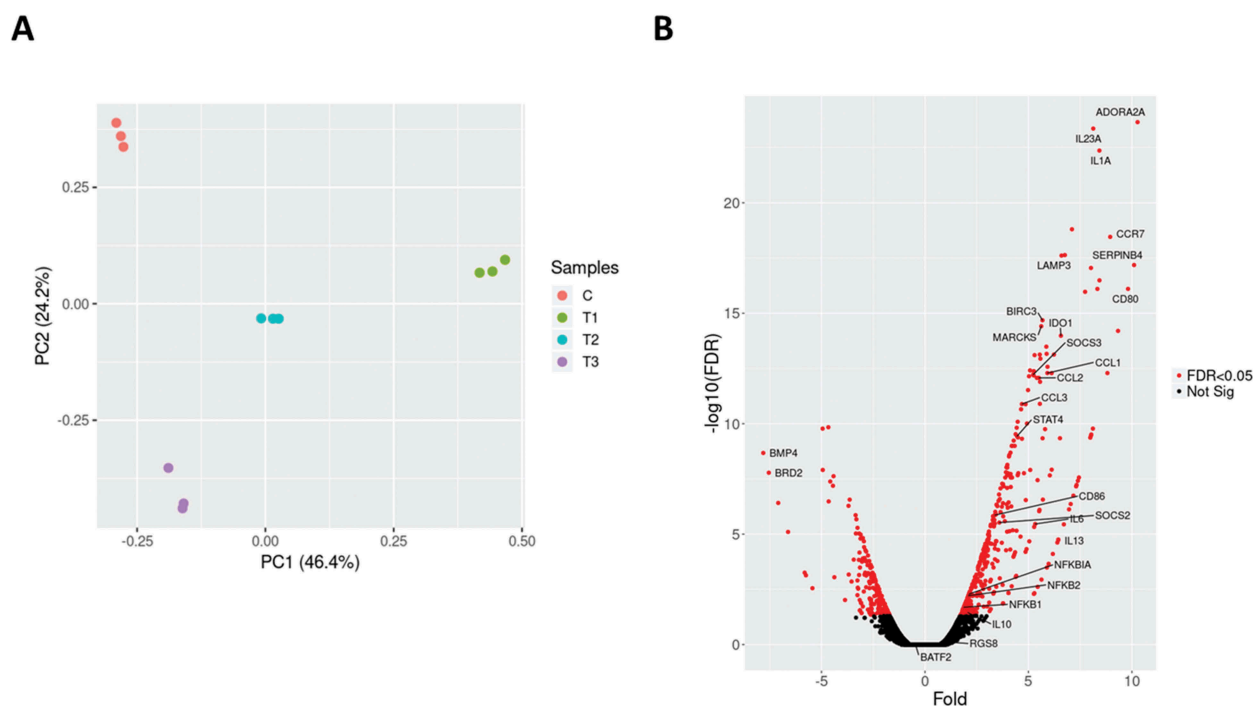 A
B
0.25
0.00
-0.25
-0.25
0.00
0.25
0.50
PC1 (46.4%)
PC2 (24.2%)
Samples
C
T1
T2
T3
ADORA2A
IL23A
IL1A
CCR7
SERPINB4
LAMP3
CD80
BIRC3
IDO1
MARCKS
SOCS3
CCL1
CCL2
CCL3
STAT4
BMP4
BRD2
CD86
SOCS2
IL6
IL13
NFKBIA
NFKB2
NFKB1
IL10
RGS8
BATF2
20
15
10
5
0
-5
0
5
10
Fold
-log10(FDR)
FDR<0.05
Not Sig